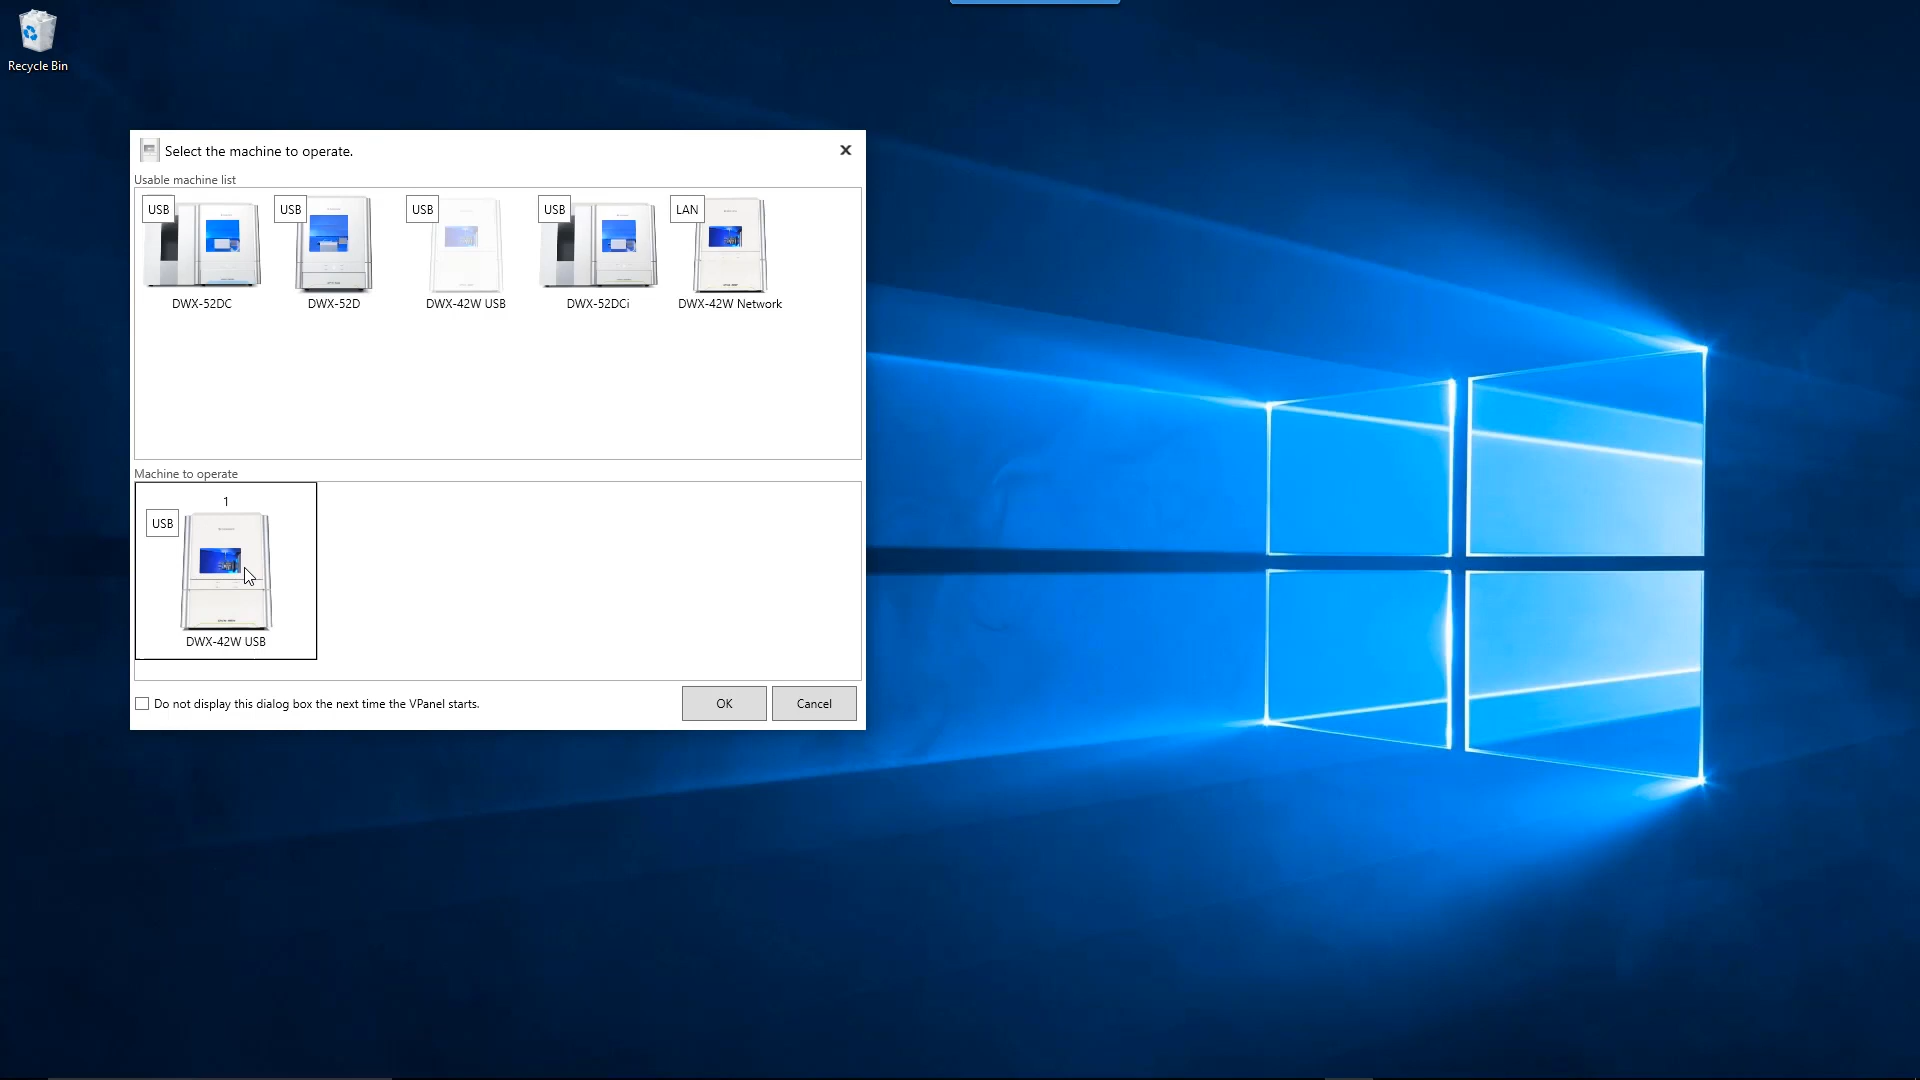 Recycle Bin
Select the machine to operate.
Usable machine list
USB
USB
USB
USB
LAN
DWX-52DC
DWX-52D
DWX-42W USB
DWX-52DCi
DWX-42W Network
Machine to operate
1
USB
DWX-42W USB
Do not display this dialog box the next time the VPanel starts.
OK
Cancel